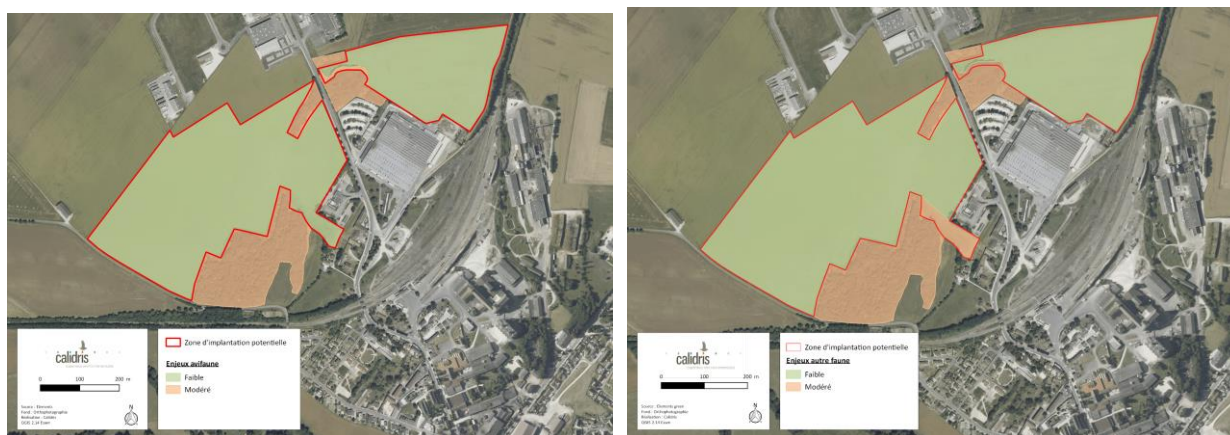 calidris
0 100 200 m
N
Zone d'implantation potentielle
Enjeux avifaune
Faible
Modéré
calidris
0 100 200 m
N
Zone d'implantation potentielle
Enjeux autre faune
Faible
Modéré